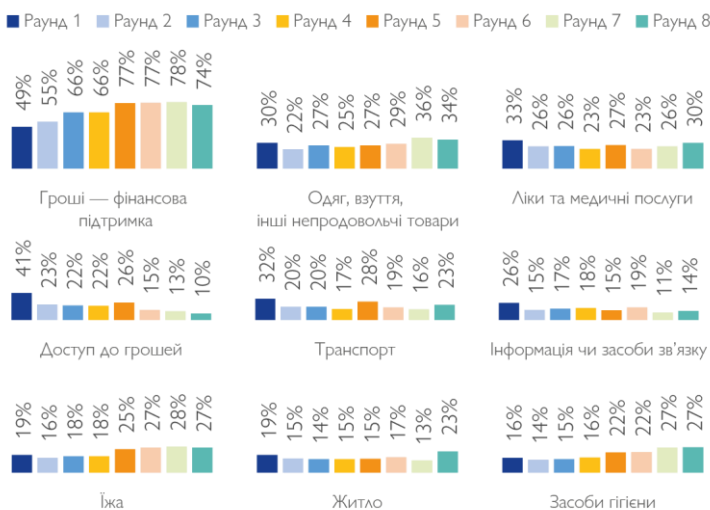 Раунд 1 Раунд 2 Раунд 3 Раунд 4 Раунд 5 Раунд 6 Раунд 7 Раунд 8
49% 55% 66% 66% 77% 77% 78% 74%
Гроші — фінансова
підтримка
30% 22% 27% 25% 27% 29% 36% 34%
Одяг, взуття,
інші непродовольчі товари
33% 26% 26% 23% 27% 23% 26% 30%
Ліки та медичні послуги
41% 23% 22% 22% 26% 15% 13% 10%
Доступ до грошей
32% 20% 20% 17% 28% 19% 16% 23%
Транспорт
26% 15% 17% 18% 15% 19% 11% 14%
Інформація чи засоби зв’язку
19% 16% 18% 18% 25% 27% 28% 27%
Їжа
19% 15% 14% 15% 15% 17% 13% 23%
Житло
16% 14% 15% 16% 22% 22% 27% 27%
Засоби гігієни